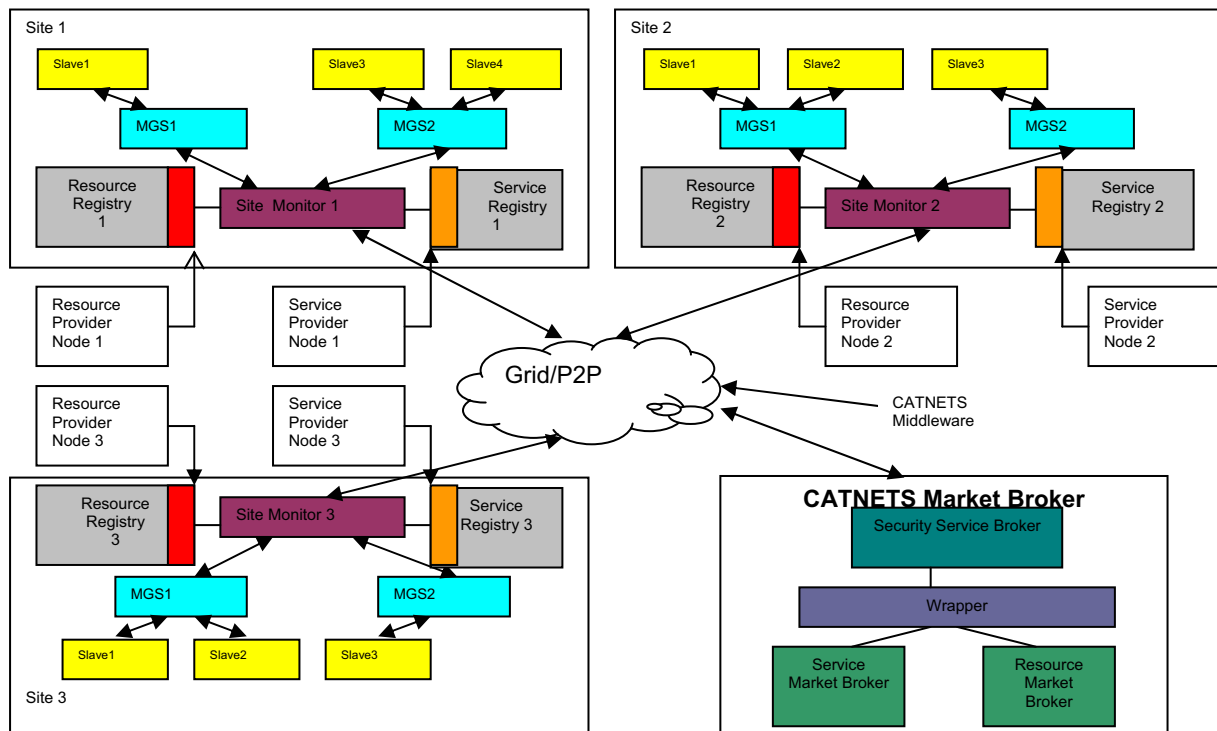 Site 1
Slave1
Slave3
Slave4
MGS1
MGS2
Resource
Registry
1
Site Monitor 1
Service
Registry
1
Resource
Provider
Node 1
Service
Provider
Node 1
Site 2
Slave1
Slave2
Slave3
MGS1
MGS2
Resource
Registry
2
Site Monitor 2
Service
Registry 2
Resource
Provider
Node 2
Service
Provider
Node 2
Grid/P2P
CATNETS
Middleware
Resource
Provider
Node 3
Service
Provider
Node 3
Resource
Registry
3
Site Monitor 3
Service
Registry 3
MGS1
MGS2
Slave1
Slave2
Slave3
Site 3
CATNETS Market Broker
Security Service Broker
Wrapper
Service
Market Broker
Resource
Market
Broker